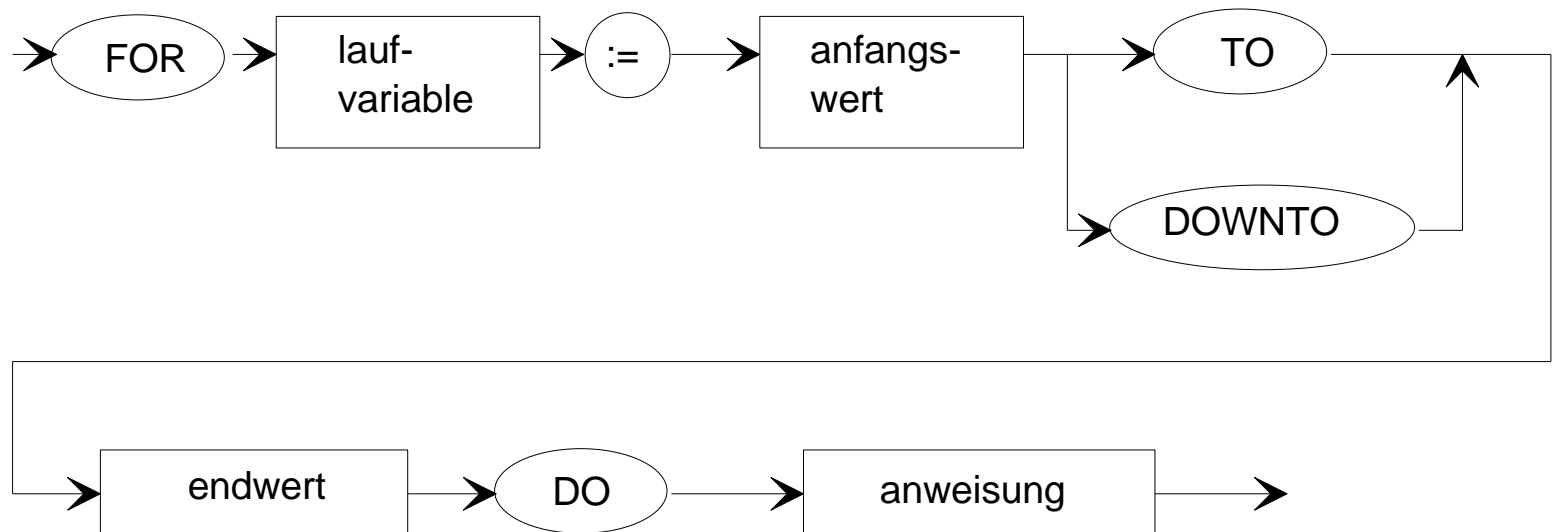 FOR
lauf-
variable
:=
anfangs-
wert
TO
DOWNTO
endwert
DO
anweisung